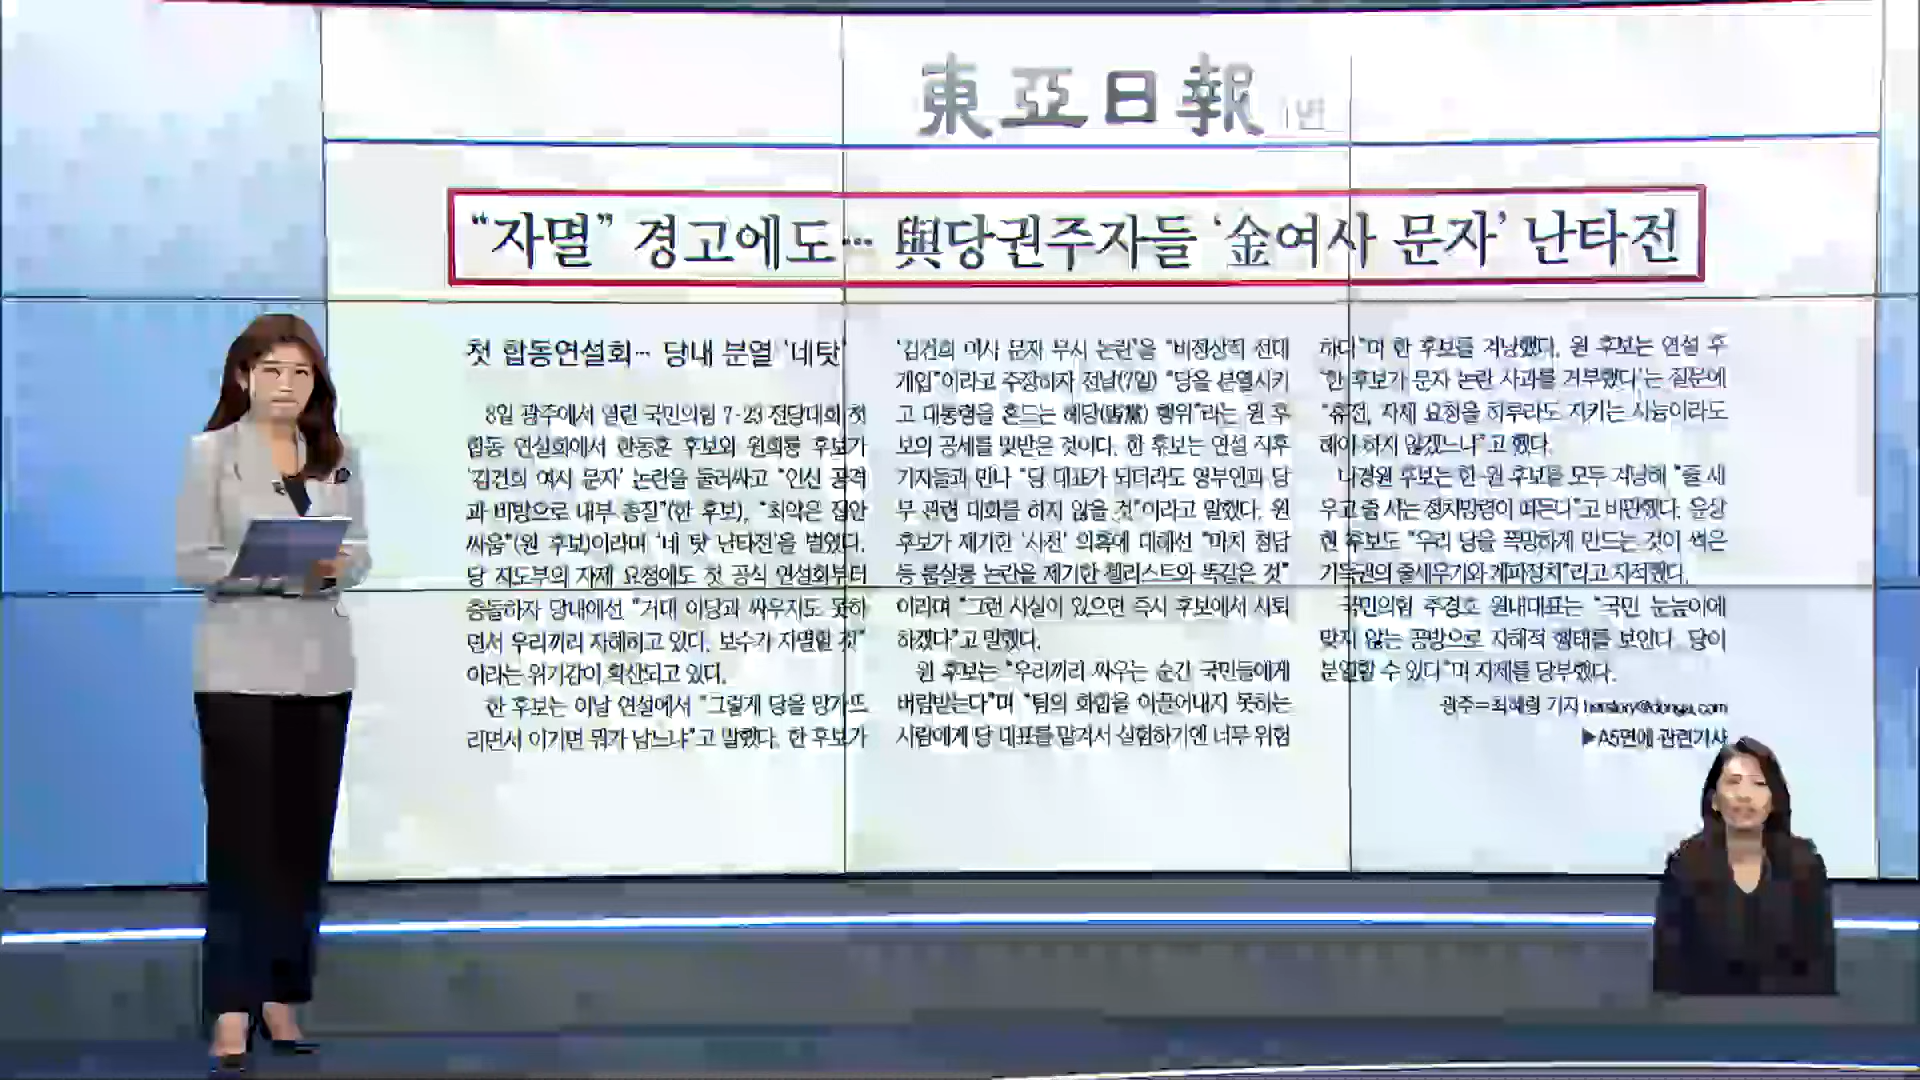 東亞日報 1면
“자멸” 경고에도… 與당권주자들 ‘金여사 문자’ 난타전
첫 합동연설회… 당내 분열 ‘네탓’
8일 광주에서 열린 국민의힘 7·23 전당대회 첫
합동 연설회에서 한동훈 후보와 원희룡 후보가
‘김건희 여사 문자’ 논란을 둘러싸고 “인신 공격
과 비방으로 내부 총질”(한 후보), “최악은 집안
싸움”(원 후보)이라며 ‘네 탓 난타전’을 벌였다.
당 지도부의 자제 요청에도 첫 공식 연설회부터
충돌하자 당내에선 “거대 야당과 싸우지도 못하
면서 우리끼리 자해하고 있다. 보수가 자멸할 것”
이라는 위기감이 확산되고 있다.
한 후보는 이날 연설에서 “그렇게 당을 망가뜨
리면서 이기면 뭐가 남느냐”고 말했다. 한 후보가
‘김건희 여사 문자 무시 논란’을 “비정상적 전대
개입”이라고 주장하자 전날(7일) “당을 분열시키
고 대통령을 흔드는 해당(害黨) 행위”라는 원 후
보의 공세를 맞받은 것이다. 한 후보는 연설 직후
기자들과 만나 “당 대표가 되더라도 영부인과 당
무 관련 대화를 하지 않을 것”이라고 말했다. 원
후보가 제기한 ‘사천’ 의혹에 대해선 “마치 청담
등 룸살롱 논란을 제기한 첼리스트와 똑같은 것”
이라며 “그런 사실이 있으면 즉시 후보에서 사퇴
하겠다”고 말했다.
원 후보는 “우리끼리 싸우는 순간 국민들에게
버림받는다”며 “팀의 화합을 이끌어내지 못하는
사람에게 당 대표를 맡겨서 실험하기엔 너무 위험
하다”며 한 후보를 겨냥했다. 원 후보는 연설 후
‘한 후보가 문자 논란 사과를 거부했다’는 질문에
“휴전, 자제 요청을 하루라도 지키는 시늉이라도
해야 하지 않겠느냐”고 했다.
나경원 후보는 한·원 후보를 모두 겨냥해 “줄 세
우고 줄 서는 정치망령이 떠돈다”고 비판했다. 윤상
현 후보도 “우리 당을 폭망하게 만드는 것이 썩은
기득권의 줄세우기와 계파정치”라고 지적했다.
국민의힘 추경호 원내대표는 “국민 눈높이에
맞지 않는 공방으로 자해적 행태를 보인다. 당이
분열할 수 있다”며 자제를 당부했다.
광주=최혜령 기자 herstory@donga.com
▶A5면에 관련기사